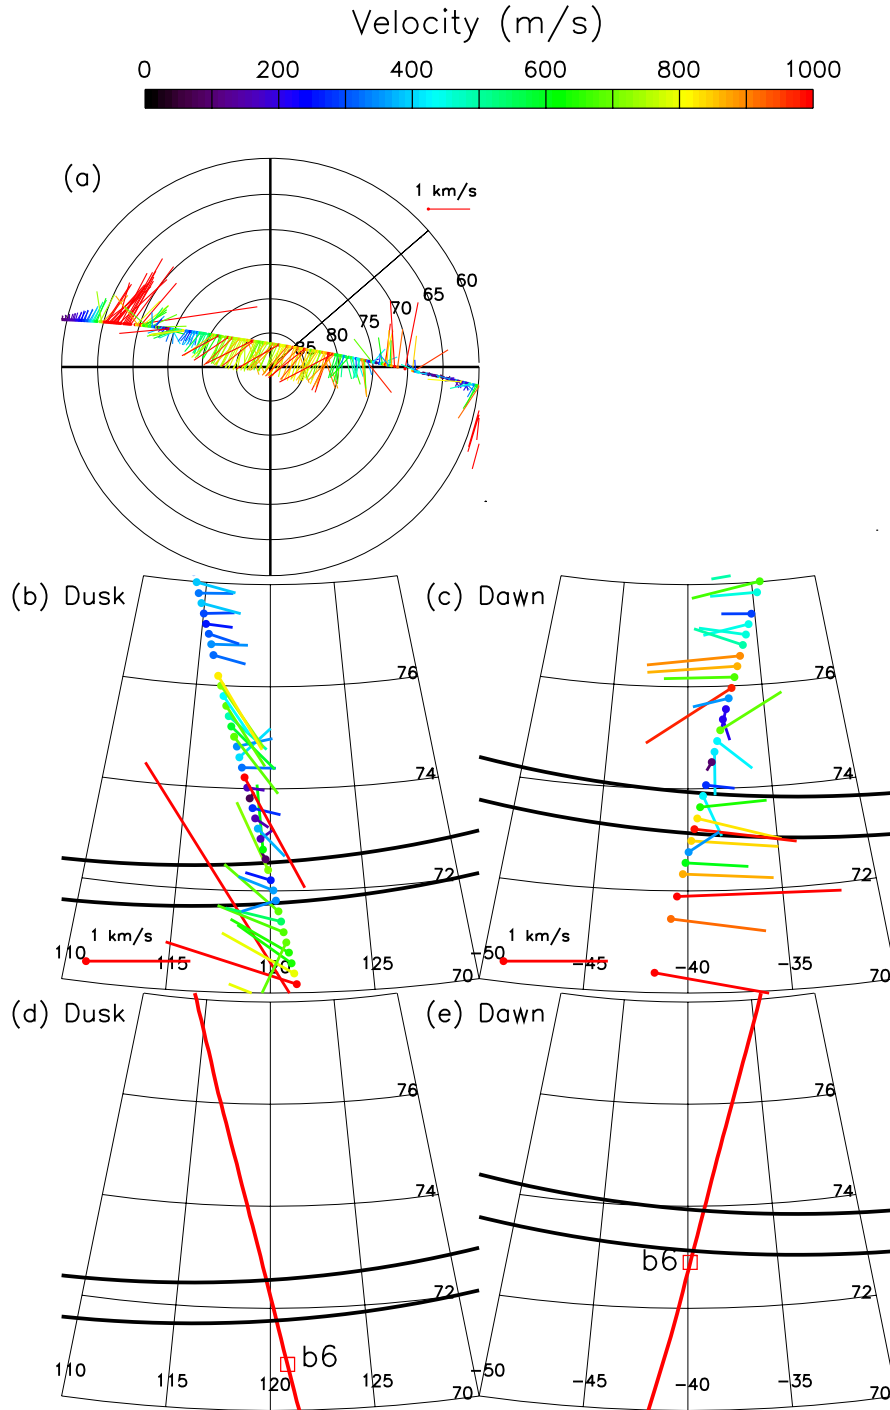 Velocity (m/s)
0 200 400 600 800 1000
(a)
1 km/s
60
65
70
75
80
85
(b) Dusk
(c) Dawn
76
76
74
74
72
72
1 km/s
1 km/s
110 115 120 125 70
-50 -45 -40 -35 70
(d) Dusk
(e) Dawn
76
76
74
74
72
72
b6
b6
110 115 120 125 70
-50 -45 -40 -35 70